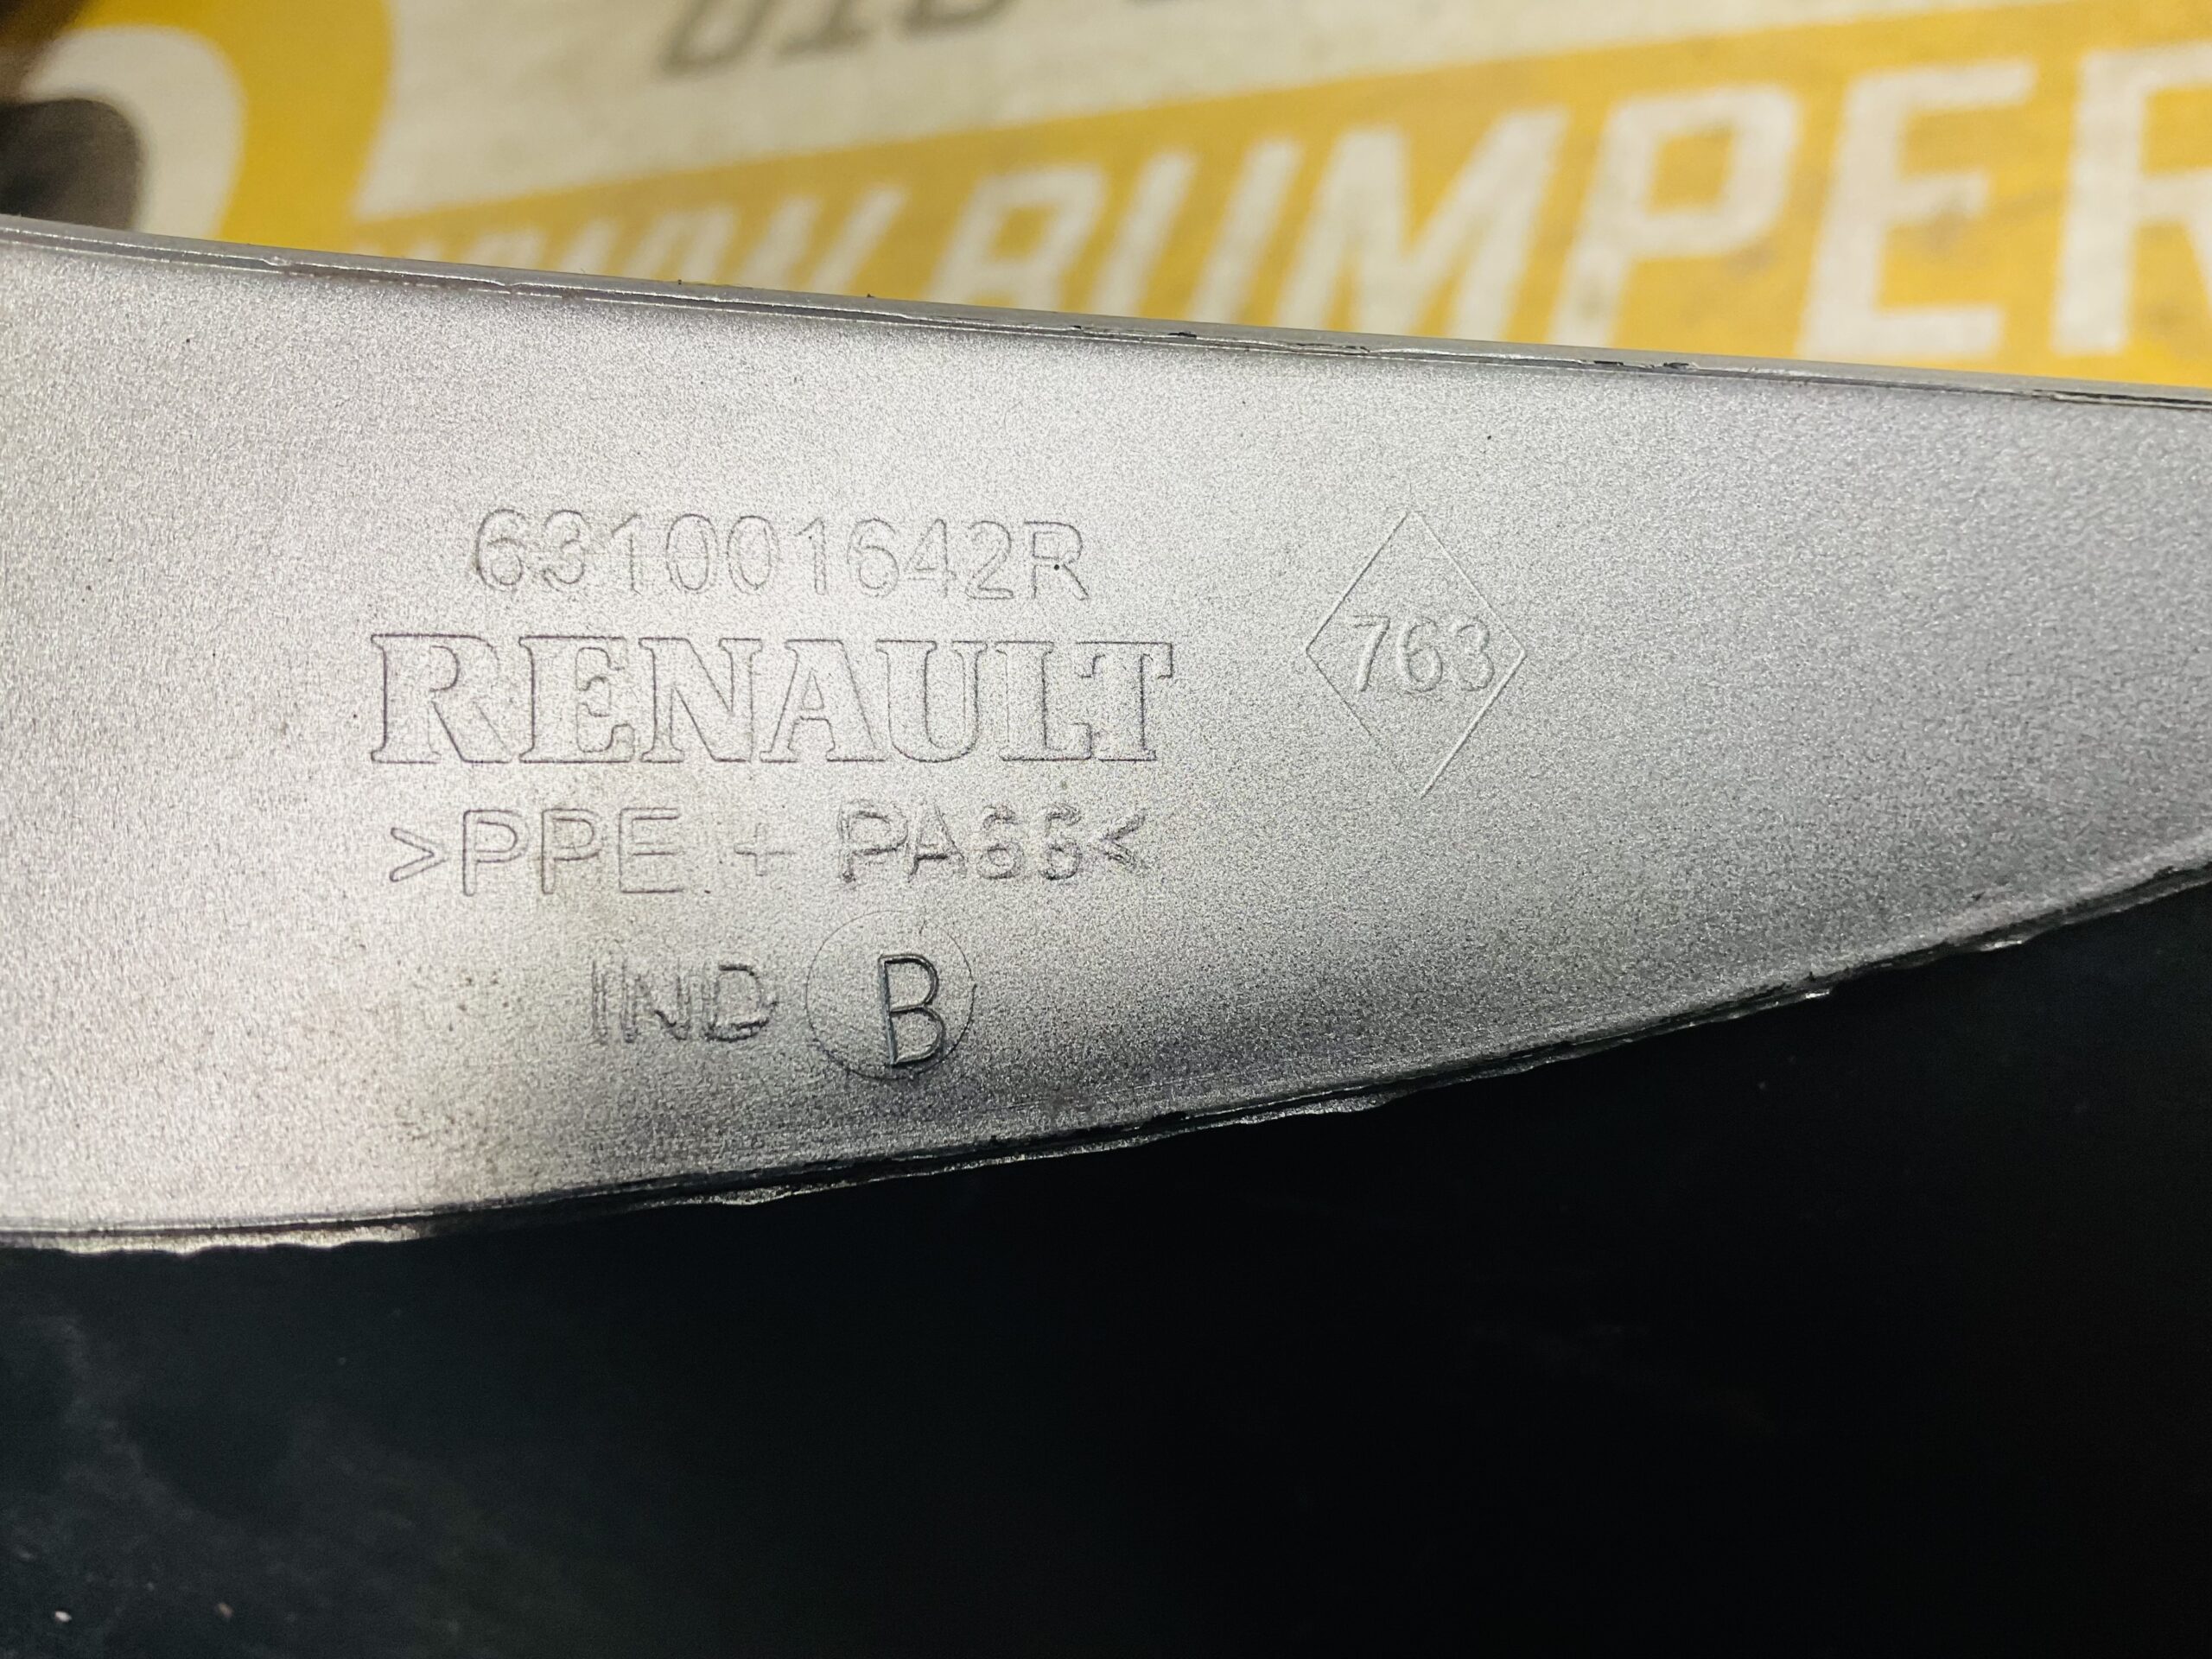 BUMPER
631001642R
RENAULT
763
>PPE + PA66<
IND B